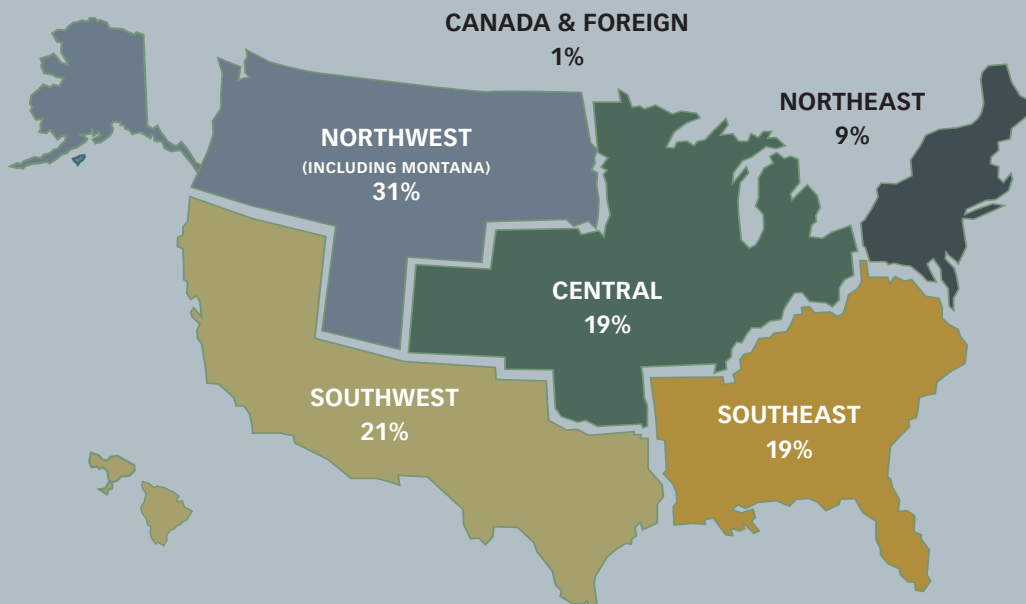 CANADA & FOREIGN
1%
NORTHEAST
9%
NORTHWEST
(INCLUDING MONTANA)
31%
CENTRAL
19%
SOUTHWEST
21%
SOUTHEAST
19%